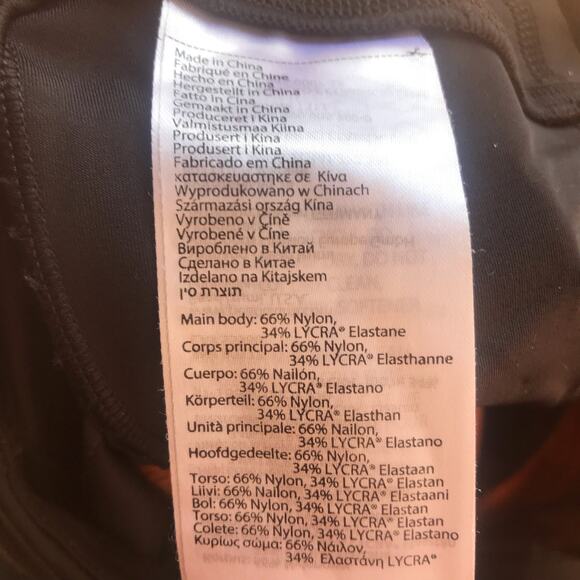 Made in China
Fabriqué en Chine
Hecho en China
Hergestellt in China
Fatto in Cina
Gemaakt in China
Produceret i Kina
Valmistusmaa Kiina
Produsert i Kina
Produsert i Kina
Fabricado em China
κατασκευαστηκε σε Κίνα
Wyprodukowano w Chinach
Származási ország Kína
Vyrobeno v Číně
Vyrobené v Číne
Вироблено в Китай
Сделано в Китае
Izdelano na Kitajskem
תוצרת סין
Main body: 66% Nylon,
34% LYCRA® Elastane
Corps principal: 66% Nylon,
34% LYCRA® Elasthanne
Cuerpo: 66% Nailón,
34% LYCRA® Elastano
Körperteil: 66% Nylon,
34% LYCRA® Elasthan
Unità principale: 66% Nailon,
34% LYCRA® Elastano
Hoofdgedeelte: 66% Nylon,
34% LYCRA® Elastaan
Torso: 66% Nylon, 34% LYCRA® Elastan
Liivi: 66% Nailon, 34% LYCRA® Elastaani
Bol: 66% Nylon, 34% LYCRA® Elastan
Torso: 66% Nylon, 34% LYCRA® Elastan
Colete: 66% Nylon, 34% LYCRA® Elastano
Κυρίως σώμα: 66% Νάιλον,
34% Ελαστάνη LYCRA®